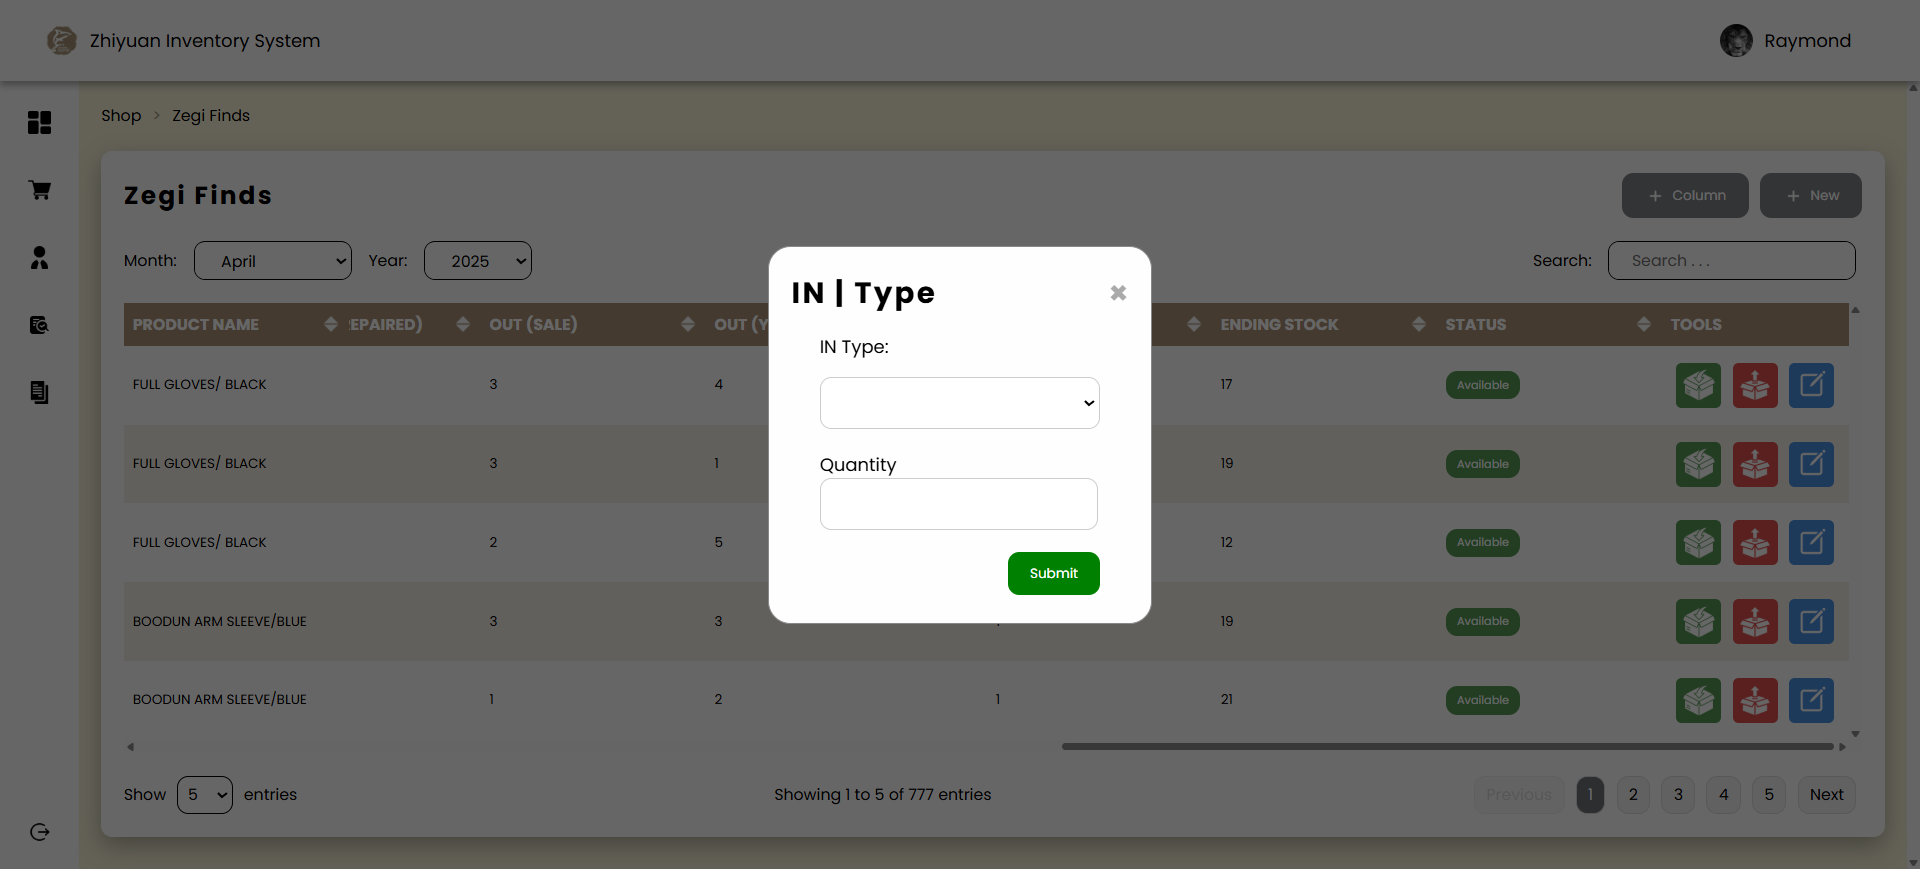 Zhiyuan Inventory System
Raymond
Shop > Zegi Finds
Zegi Finds
+ Column
+ New
Month: April Year: 2025
Search: Search . . .
PRODUCT NAME EPAIRED) OUT (SALE) OUT (Y ENDING STOCK STATUS TOOLS
FULL GLOVES/ BLACK 3 4 17 Available
FULL GLOVES/ BLACK 3 1 19 Available
FULL GLOVES/ BLACK 2 5 12 Available
BOODUN ARM SLEEVE/BLUE 3 3 19 Available
BOODUN ARM SLEEVE/BLUE 1 2 1 21 Available
IN | Type
IN Type:
Quantity
Submit
Show 5 entries
Showing 1 to 5 of 777 entries
Previous 1 2 3 4 5 Next